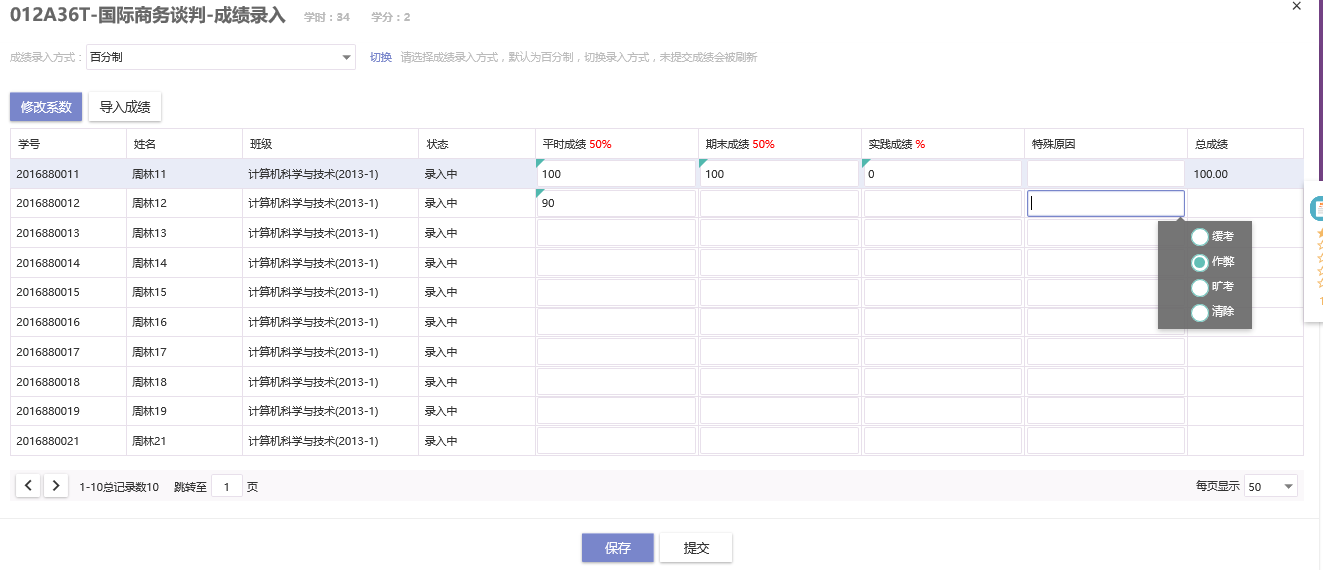 012A36T-国际商务谈判-成绩录入 学时：34 学分：2
成绩录入方式： 百分制 切换 请选择成绩录入方式，默认为百分制，切换录入方式，未提交成绩会被刷新
修改系数 导入成绩
学号 姓名 班级 状态 平时成绩 50% 期末成绩 50% 实践成绩 % 特殊原因 总成绩
2016880011 周林11 计算机科学与技术(2013-1) 录入中 100 100 0 100.00
2016880012 周林12 计算机科学与技术(2013-1) 录入中 90
2016880013 周林13 计算机科学与技术(2013-1) 录入中
缓考
2016880014 周林14 计算机科学与技术(2013-1) 录入中
作弊
2016880015 周林15 计算机科学与技术(2013-1) 录入中
旷考
2016880016 周林16 计算机科学与技术(2013-1) 录入中
清除
2016880017 周林17 计算机科学与技术(2013-1) 录入中
2016880018 周林18 计算机科学与技术(2013-1) 录入中
2016880019 周林19 计算机科学与技术(2013-1) 录入中
2016880021 周林21 计算机科学与技术(2013-1) 录入中
1-10总记录数10 跳转至 1 页 每页显示 50
保存 提交